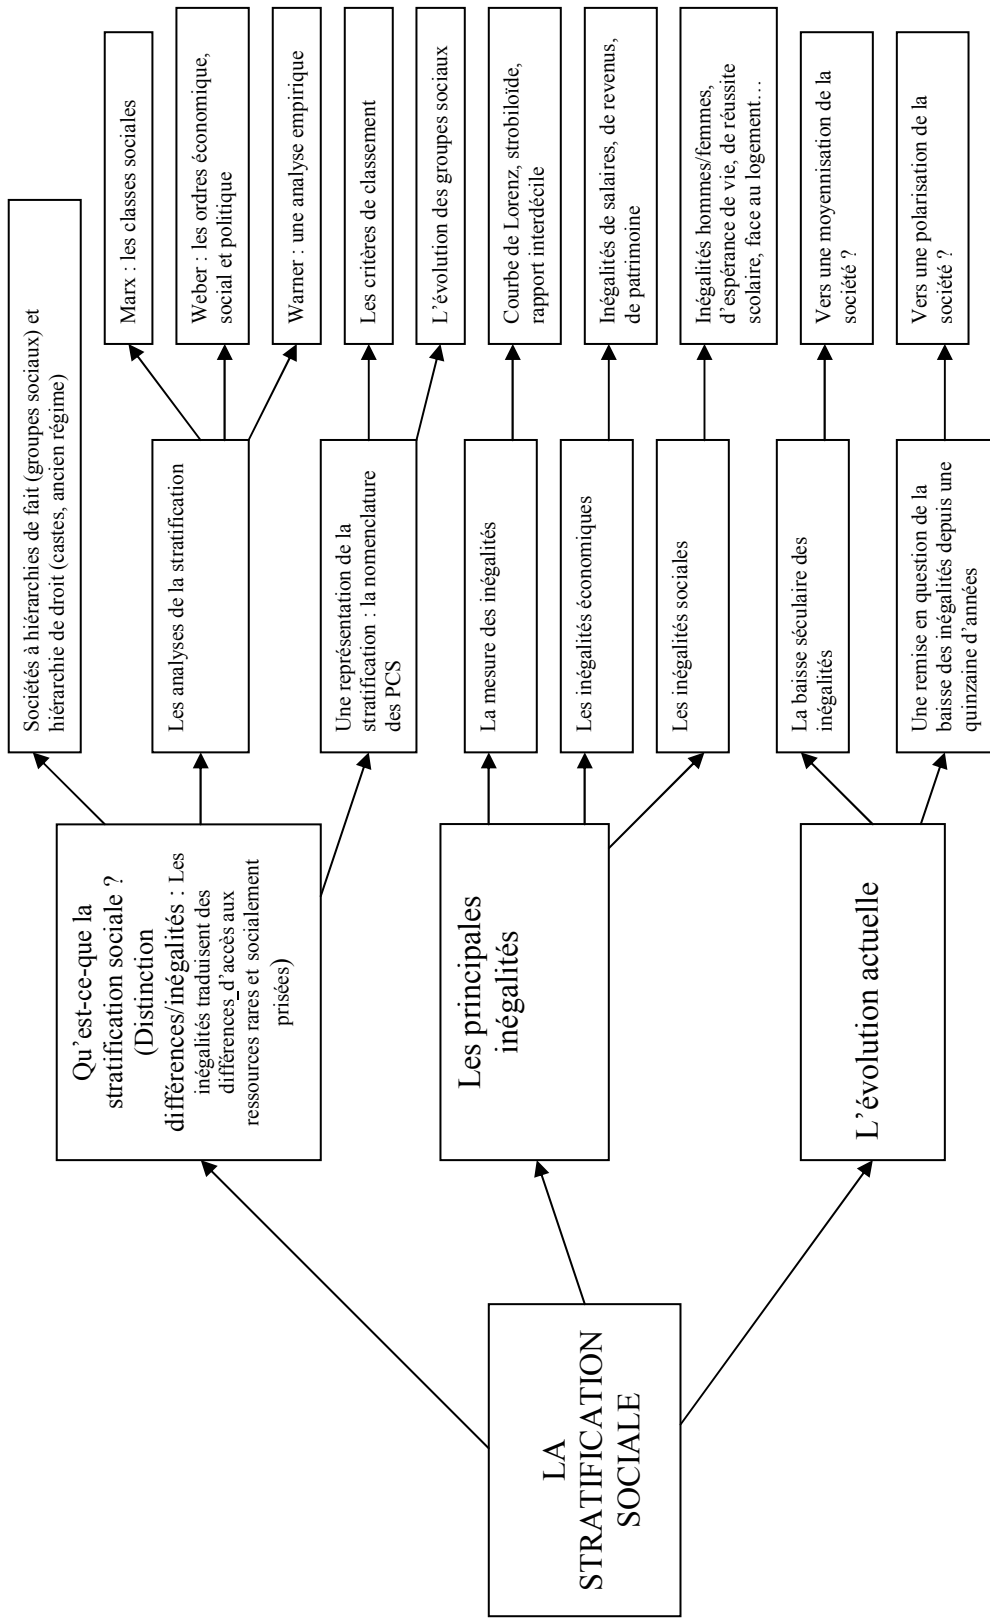 LA
STRATIFICATION
SOCIALE
Qu'est-ce-que la
stratification sociale ?
(Distinction
différences/inégalités : Les
inégalités traduisent des
différences d'accès aux
ressources rares et socialement
prisées)
Sociétés à hiérarchies de fait (groupes sociaux) et
hiérarchie de droit (castes, ancien régime)
Les analyses de la stratification
Marx : les classes sociales
Weber : les ordres économique,
social et politique
Warner : une analyse empirique
Une représentation de la
stratification : la nomenclature
des PCS
Les critères de classement
L'évolution des groupes sociaux
Les principales
inégalités
La mesure des inégalités
Courbe de Lorenz, strobiloïde,
rapport interdécile
Les inégalités économiques
Inégalités de salaires, de revenus,
de patrimoine
Les inégalités sociales
Inégalités hommes/femmes,
d'espérance de vie, de réussite
scolaire, face au logement…
L'évolution actuelle
La baisse séculaire des
inégalités
Vers une moyennisation de la
société ?
Une remise en question de la
baisse des inégalités depuis une
quinzaine d'années
Vers une polarisation de la
société ?